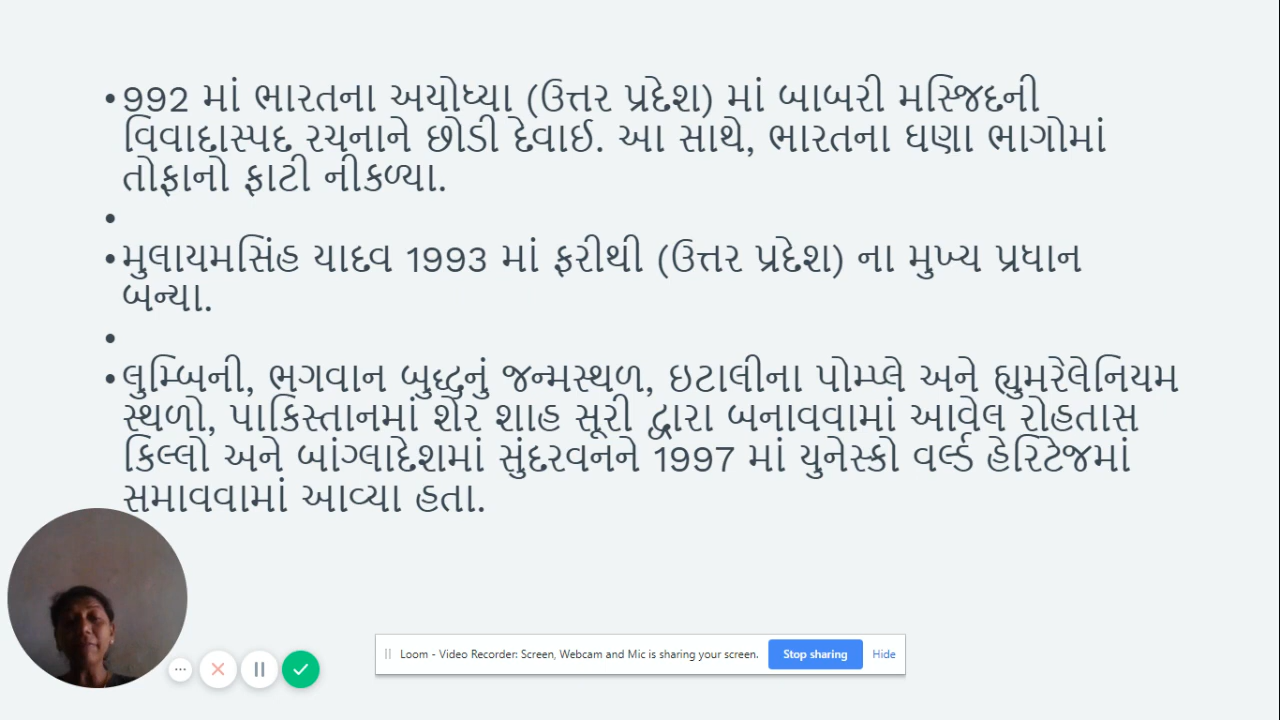 •992 માં ભારતના અયોધ્યા (ઉત્તર પ્રદેશ) માં બાબરી મસ્જિદની
વિવાદાસ્પદ રચનાને છોડી દેવાઈ. આ સાથે, ભારતના ઘણા ભાગોમાં
તોફાનો ફાટી નીકળ્યા.
•
•મુલાયમસિંહ યાદવ 1993 માં ફરીથી (ઉત્તર પ્રદેશ) ના મુખ્ય પ્રધાન
બન્યા.
•
•લુમ્બિની, ભગવાન બુદ્ધનું જન્મસ્થળ, ઇટાલીના પોમ્પ્લે અને હ્યુમરેલેનિયમ
સ્થળો, પાકિસ્તાનમાં શેર શાહ સૂરી દ્વારા બનાવવામાં આવેલ રોહતાસ
કિલ્લો અને બાંગ્લાદેશમાં સુંદરવનને 1997 માં યુનેસ્કો વર્લ્ડ હેરિટેજમાં
સમાવવામાં આવ્યા હતા.
Loom - Video Recorder: Screen, Webcam and Mic is sharing your screen. Stop sharing Hide